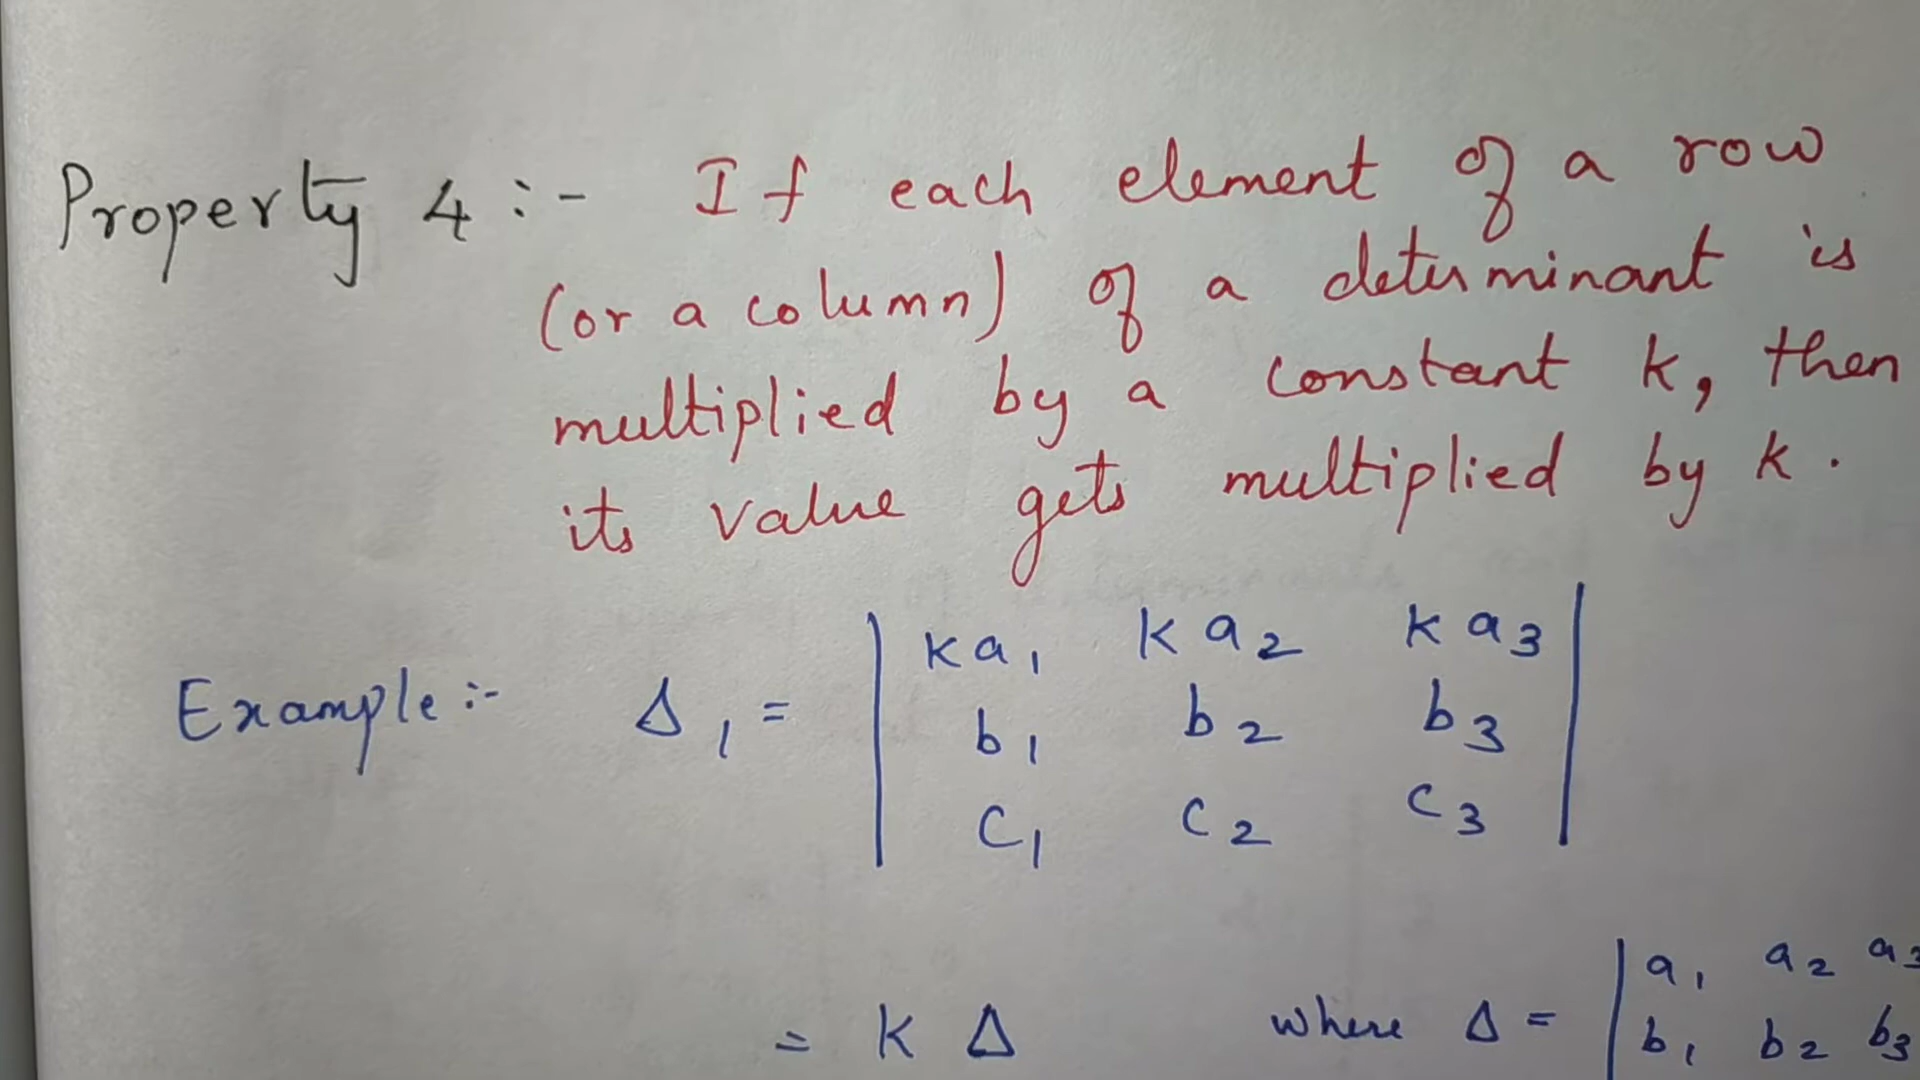 Property 4 :- If each element of a row
(or a column) of a determinant is
multiplied by a constant k, then
its value gets multiplied by k.
Example :- Δ₁ = | ka₁ ka₂ ka₃ |
b₁ b₂ b₃
c₁ c₂ c₃
= k Δ where Δ = | a₁ a₂ a₃
b₁ b₂ b₃